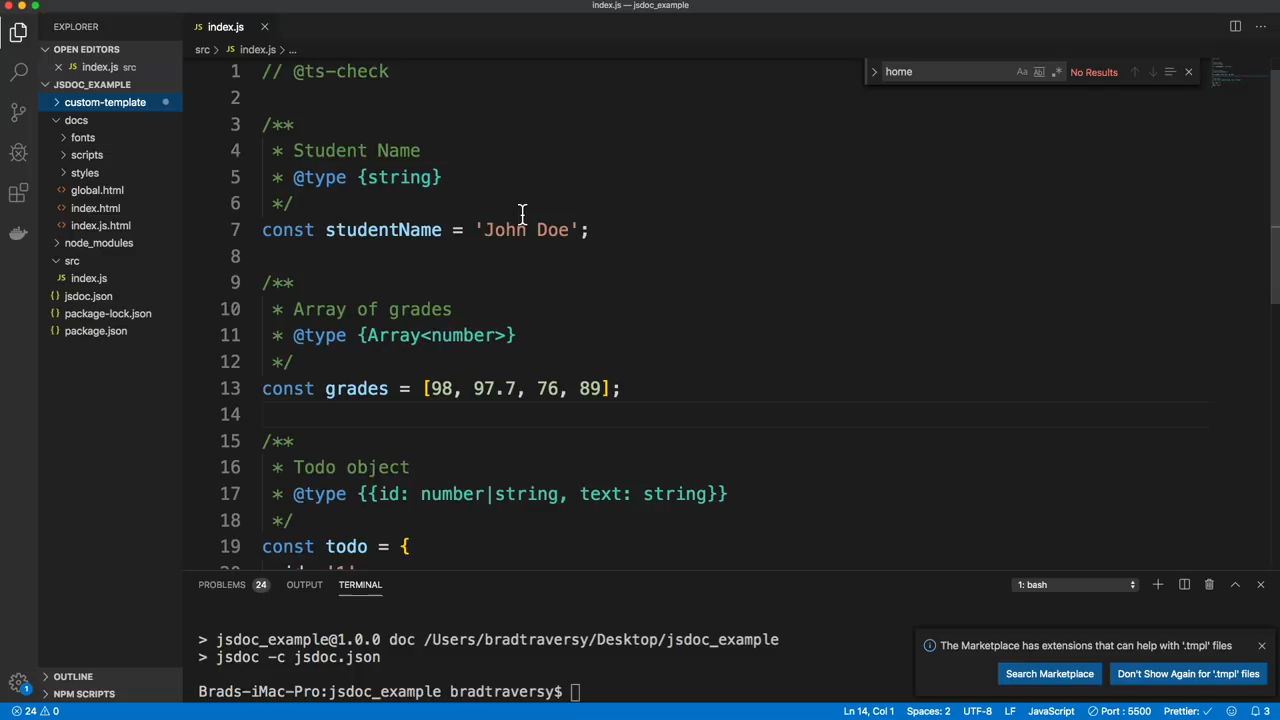 index.js — jsdoc_example
EXPLORER
OPEN EDITORS
index.js src
JSDOC_EXAMPLE
custom-template
docs
fonts
scripts
styles
global.html
index.html
index.js.html
node_modules
src
index.js
jsdoc.json
package-lock.json
package.json
OUTLINE
NPM SCRIPTS
JS index.js
src > JS index.js > ...
home
Aa
No Results
1 // @ts-check
2
3 /**
4 * Student Name
5 * @type {string}
6 */
7 const studentName = 'John Doe';
8
9 /**
10 * Array of grades
11 * @type {Array<number>}
12 */
13 const grades = [98, 97.7, 76, 89];
14
15 /**
16 * Todo object
17 * @type {{id: number|string, text: string}}
18 */
19 const todo = {
PROBLEMS 24 OUTPUT TERMINAL
1: bash
> jsdoc_example@1.0.0 doc /Users/bradtraversy/Desktop/jsdoc_example
> jsdoc -c jsdoc.json
Brads-iMac-Pro:jsdoc_example bradtraversy$
The Marketplace has extensions that can help with '.tmpl' files
Search Marketplace
Don't Show Again for '.tmpl' files
1
24 0
Ln 14, Col 1 Spaces: 2 UTF-8 LF JavaScript Port : 5500 Prettier: 3